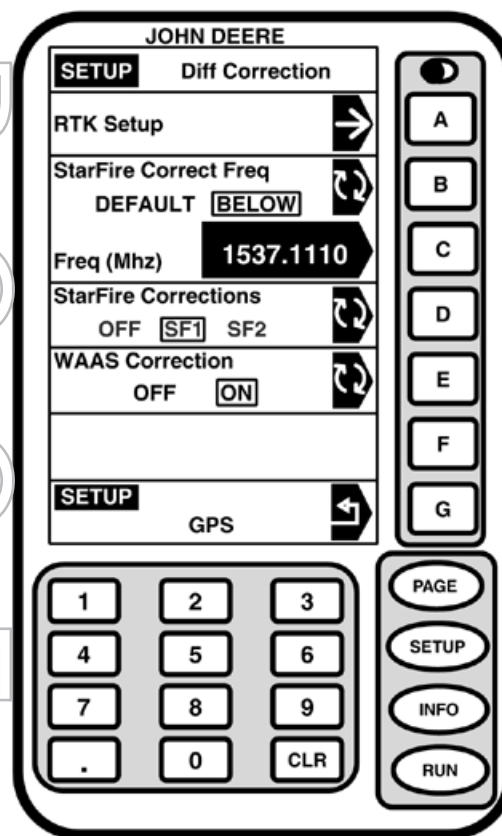 JOHN DEERE
SETUP Diff Correction
RTK Setup
StarFire Correct Freq
DEFAULT BELOW
Freq (Mhz) 1537.1110
StarFire Corrections
OFF SF1 SF2
WAAS Correction
OFF ON
SETUP
GPS
A
B
C
D
E
F
G
1 2 3
4 5 6
7 8 9
. 0 CLR
PAGE
SETUP
INFO
RUN